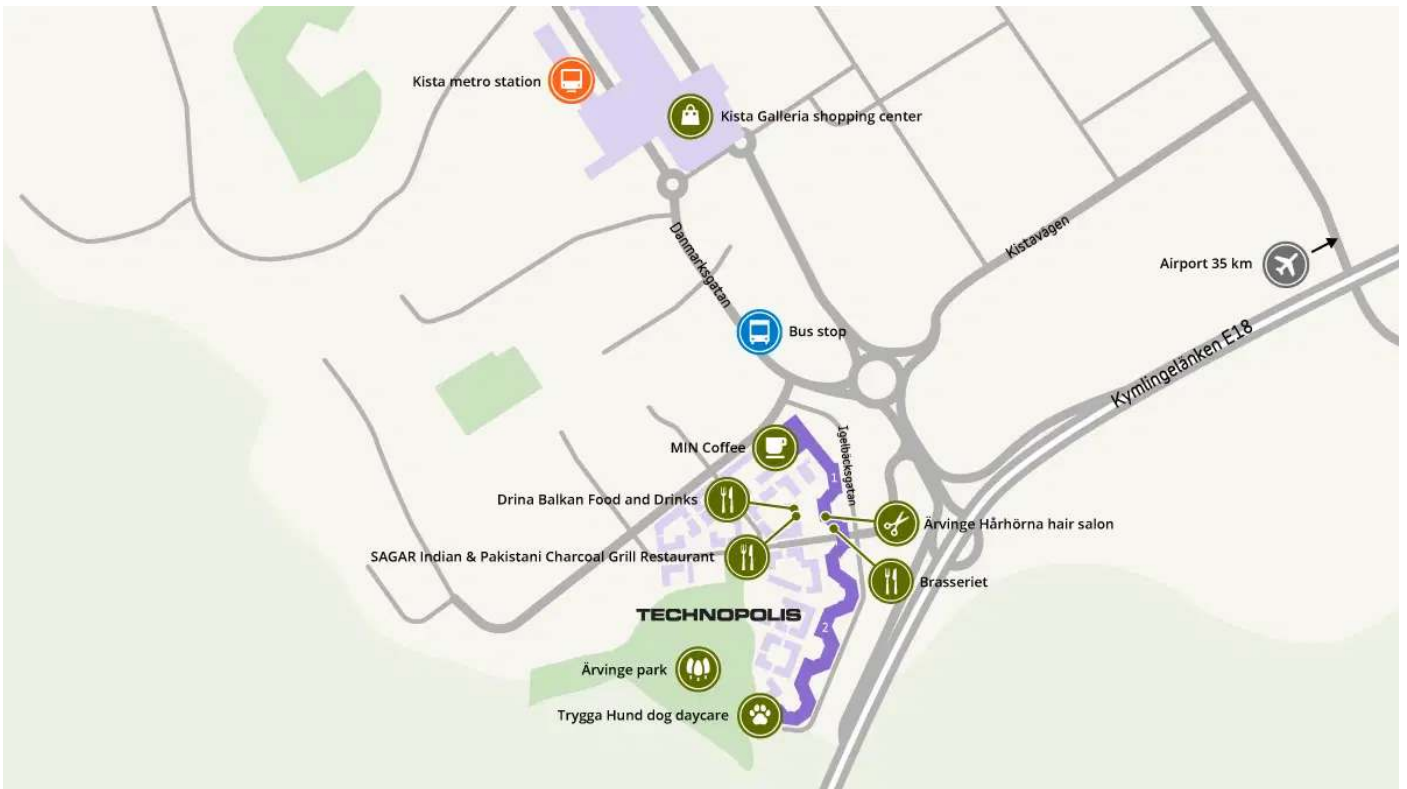 Kista metro station
Kista Galleria shopping center
Danmarksgatan
Kistavägen
Airport 35 km
Bus stop
Kymlingelänken E18
MIN Coffee
Igelbäcksgatan
1
Drina Balkan Food and Drinks
Ärvinge Hårhörna hair salon
SAGAR Indian & Pakistani Charcoal Grill Restaurant
Brasseriet
TECHNOPOLIS
2
Ärvinge park
Trygga Hund dog daycare